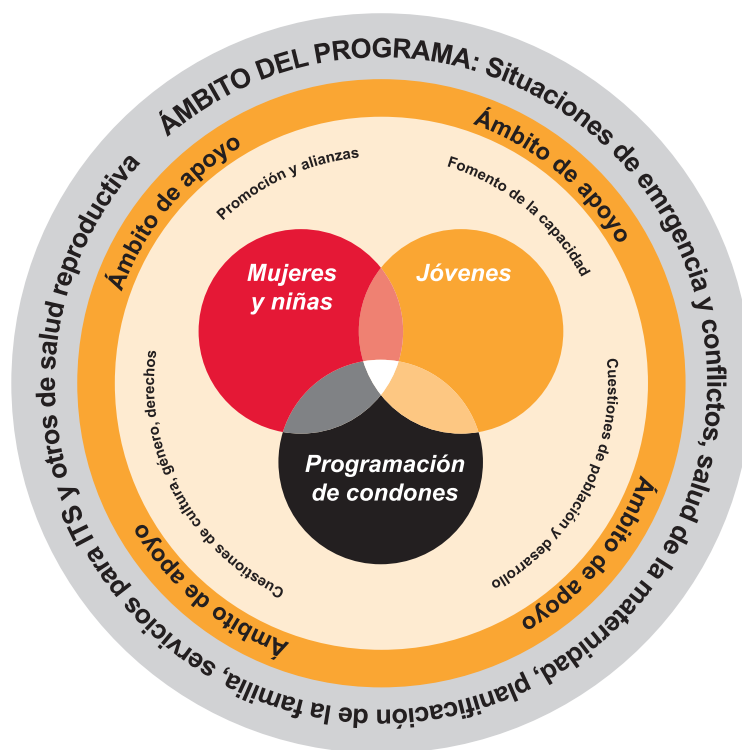 ÁMBITO DEL PROGRAMA: Situaciones de emrgencia y conflictos, salud de la maternidad, planificación de la familia, servicios para ITS y otros de salud reproductiva
Ámbito de apoyo
Ámbito de apoyo
Ámbito de apoyo
Ámbito de apoyo
Promoción y alianzas
Fomento de la capacidad
Cuestiones de población y desarrollo
Cuestiones de cultura, género, derechos
Mujeres
y niñas
Jóvenes
Programación
de condones